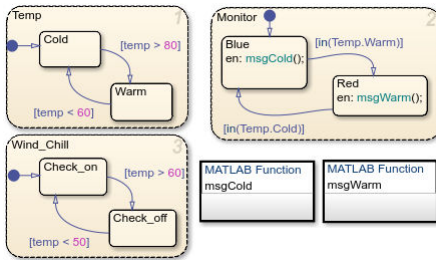 Temp
1
Cold
[temp > 80]
Warm
[temp < 60]
Monitor
2
Blue
en: msgCold();
[in(Temp.Warm)]
Red
en: msgWarm();
[in(Temp.Cold)]
Wind_Chill
3
Check_on
[temp > 60]
Check_off
[temp < 50]
MATLAB Function
msgCold
MATLAB Function
msgWarm